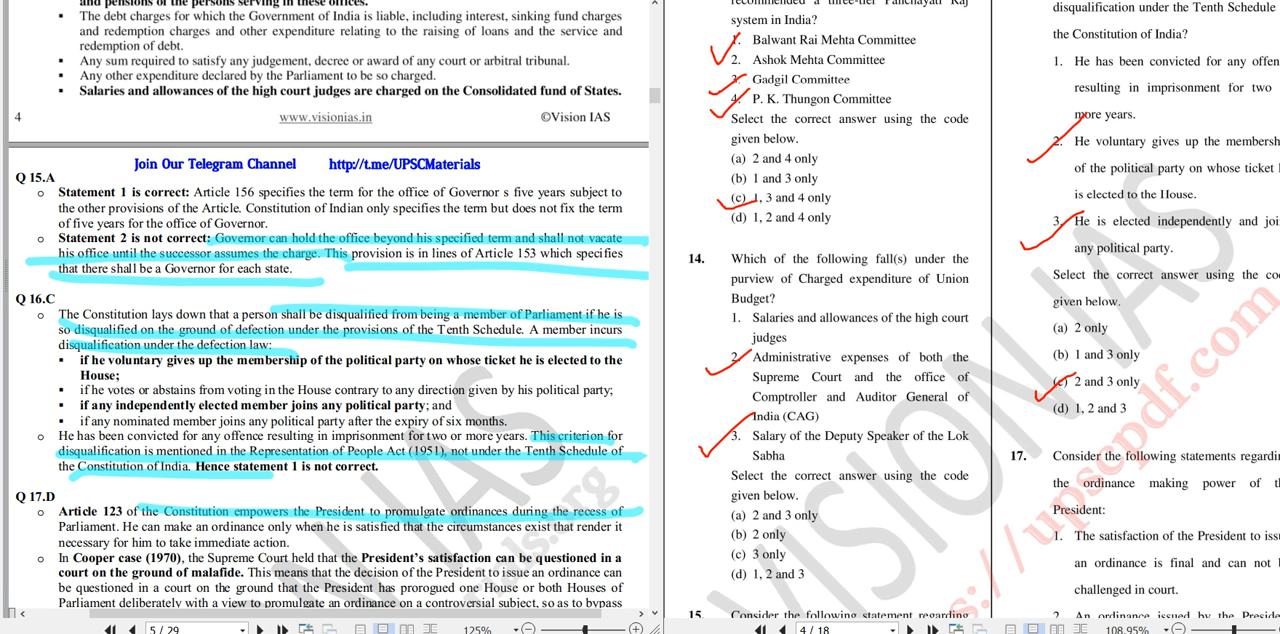 and pensions of the persons serving in these offices.
▪ The debt charges for which the Government of India is liable, including interest, sinking fund charges
and redemption charges and other expenditure relating to the raising of loans and the service and
redemption of debt.
▪ Any sum required to satisfy any judgement, decree or award of any court or arbitral tribunal.
▪ Any other expenditure declared by the Parliament to be so charged.
▪ Salaries and allowances of the high court judges are charged on the Consolidated fund of States.
4 www.visionias.in ©Vision IAS
Join Our Telegram Channel http://t.me/UPSCMaterials
Q 15.A
o Statement 1 is correct: Article 156 specifies the term for the office of Governor s five years subject to
the other provisions of the Article. Constitution of Indian only specifies the term but does not fix the term
of five years for the office of Governor.
o Statement 2 is not correct: Governor can hold the office beyond his specified term and shall not vacate
his office until the successor assumes the charge. This provision is in lines of Article 153 which specifies
that there shall be a Governor for each state.
Q 16.C
o The Constitution lays down that a person shall be disqualified from being a member of Parliament if he is
so disqualified on the ground of defection under the provisions of the Tenth Schedule. A member incurs
disqualification under the defection law:
▪ if he voluntary gives up the membership of the political party on whose ticket he is elected to the
House;
▪ if he votes or abstains from voting in the House contrary to any direction given by his political party;
▪ if any independently elected member joins any political party; and
▪ if any nominated member joins any political party after the expiry of six months.
o He has been convicted for any offence resulting in imprisonment for two or more years. This criterion for
disqualification is mentioned in the Representation of People Act (1951), not under the Tenth Schedule of
the Constitution of India. Hence statement 1 is not correct.
Q 17.D
o Article 123 of the Constitution empowers the President to promulgate ordinances during the recess of
Parliament. He can make an ordinance only when he is satisfied that the circumstances exist that render it
necessary for him to take immediate action.
o In Cooper case (1970), the Supreme Court held that the President's satisfaction can be questioned in a
court on the ground of malafide. This means that the decision of the President to issue an ordinance can
be questioned in a court on the ground that the President has prorogued one House or both Houses of
Parliament deliberately with a view to promulgate an ordinance on a controversial subject, so as to bypass
5 / 29 125%
recommended a three-tier Panchayati Raj
system in India?
1. Balwant Rai Mehta Committee
2. Ashok Mehta Committee
3. Gadgil Committee
4. P. K. Thungon Committee
Select the correct answer using the code
given below.
(a) 2 and 4 only
(b) 1 and 3 only
(c) 1, 3 and 4 only
(d) 1, 2 and 4 only
14. Which of the following fall(s) under the
purview of Charged expenditure of Union
Budget?
1. Salaries and allowances of the high court
judges
2. Administrative expenses of both the
Supreme Court and the office of
Comptroller and Auditor General of
India (CAG)
3. Salary of the Deputy Speaker of the Lok
Sabha
Select the correct answer using the code
given below.
(a) 2 and 3 only
(b) 2 only
(c) 3 only
(d) 1, 2 and 3
15. Consider the following statement regarding
disqualification under the Tenth Schedule
the Constitution of India?
1. He has been convicted for any offen
resulting in imprisonment for two
more years.
2. He voluntary gives up the membersh
of the political party on whose ticket
is elected to the House.
3. He is elected independently and joi
any political party.
Select the correct answer using the co
given below.
(a) 2 only
(b) 1 and 3 only
(c) 2 and 3 only
(d) 1, 2 and 3
17. Consider the following statements regardi
the ordinance making power of t
President:
1. The satisfaction of the President to iss
an ordinance is final and can not
challenged in court.
2. An ordinance issued by the Preside
4 / 18 108.95%
VISION IAS
s://upscpdf.com